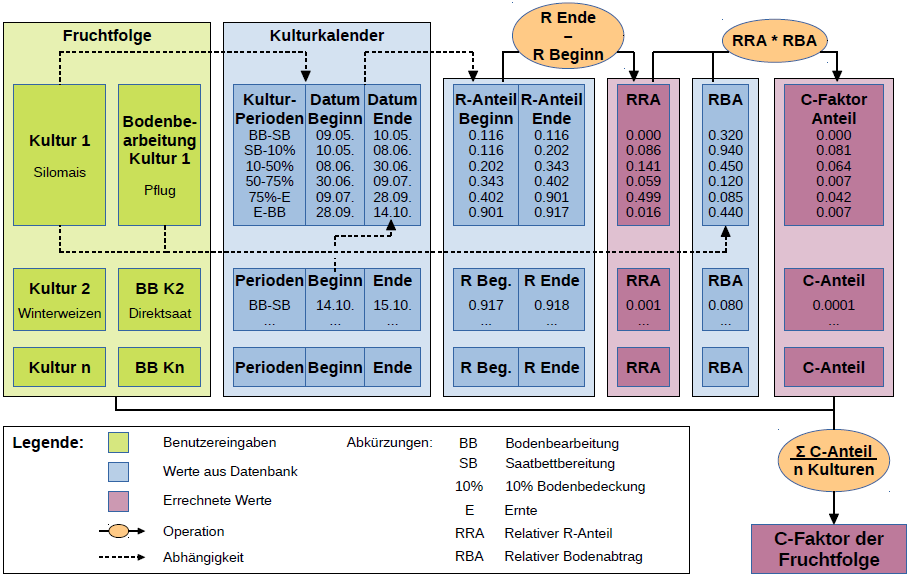 Fruchtfolge
Kulturkalender
R Ende
–
R Beginn
RRA * RBA
Kultur 1
Silomais
Bodenbe-
arbeitung
Kultur 1
Pflug
Kultur- Datum Datum
Perioden Beginn Ende
BB-SB 09.05. 10.05.
SB-10% 10.05. 08.06.
10-50% 08.06. 30.06.
50-75% 30.06. 09.07.
75%-E 09.07. 28.09.
E-BB 28.09. 14.10.
R-Anteil R-Anteil
Beginn Ende
0.116 0.116
0.116 0.202
0.202 0.343
0.343 0.402
0.402 0.901
0.901 0.917
RRA
0.000
0.086
0.141
0.059
0.499
0.016
RBA
0.320
0.940
0.450
0.120
0.085
0.440
C-Faktor
Anteil
0.000
0.081
0.064
0.007
0.042
0.007
Kultur 2
Winterweizen
BB K2
Direktsaat
Perioden Beginn Ende
BB-SB 14.10. 15.10.
... ... ...
R Beg. R Ende
0.917 0.918
... ...
RRA
0.001
...
RBA
0.080
...
C-Anteil
0.0001
...
Kultur n BB Kn Perioden Beginn Ende R Beg. R Ende RRA RBA C-Anteil
Legende:
Benutzereingaben
Werte aus Datenbank
Errechnete Werte
Operation
Abhängigkeit
Abkürzungen:
BB Bodenbearbeitung
SB Saatbettbereitung
10% 10% Bodenbedeckung
E Ernte
RRA Relativer R-Anteil
RBA Relativer Bodenabtrag
Σ C-Anteil
n Kulturen
C-Faktor der
Fruchtfolge